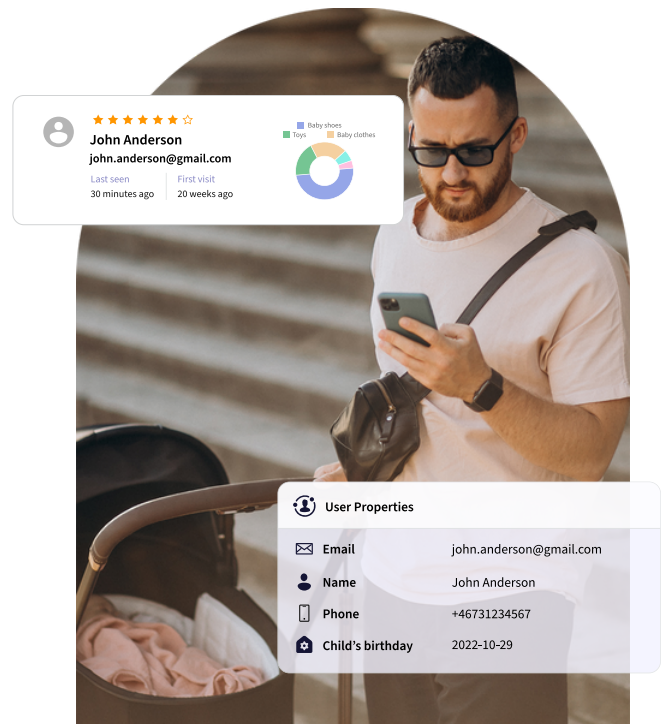 John Anderson
john.anderson@gmail.com
Last seen First visit
30 minutes ago 20 weeks ago
Baby shoes
Toys Baby clothes
User Properties
Email john.anderson@gmail.com
Name John Anderson
Phone +46731234567
Child's birthday 2022-10-29